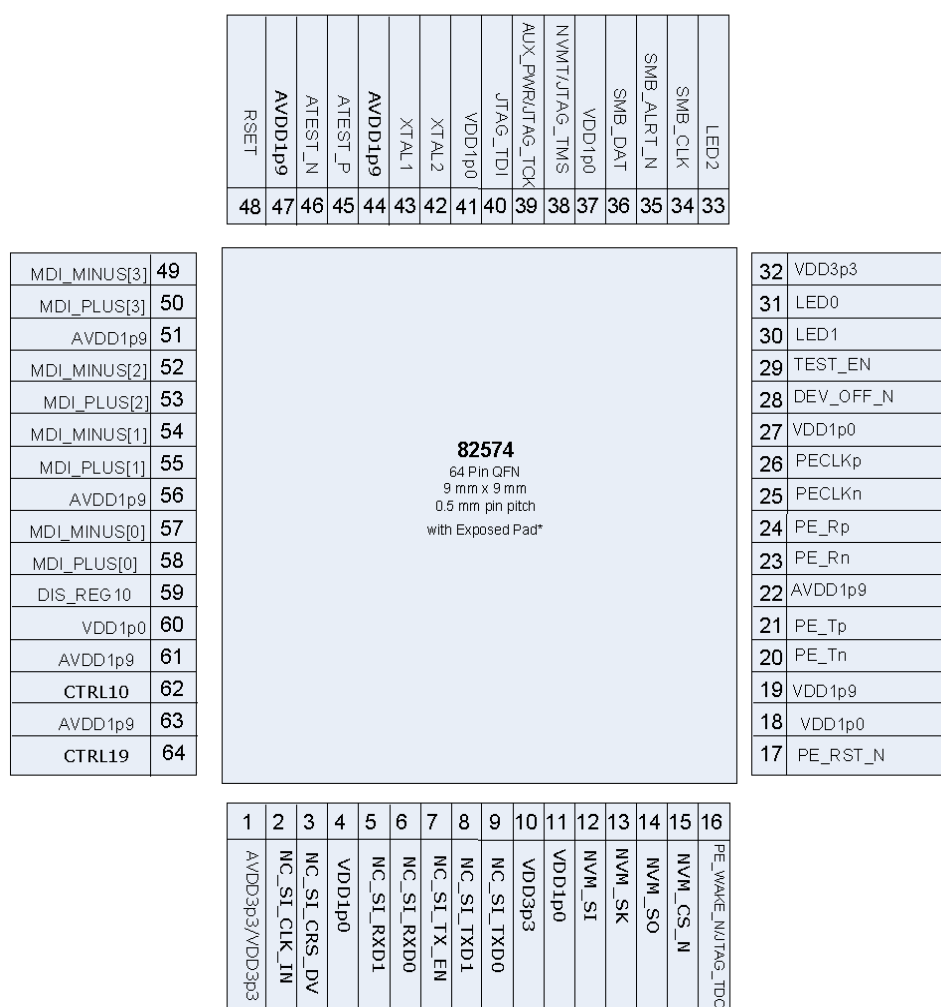 RSET
AVDD1p9
ATEST_N
ATEST_P
AVDD1p9
XTAL1
XTAL2
VDD1p0
JTAG_TDI
AUX_PWR/JTAG_TCK
NVMT/JTAG_TMS
VDD1p0
SMB_DAT
SMB_ALRT_N
SMB_CLK
LED2
48 47 46 45 44 43 42 41 40 39 38 37 36 35 34 33
MDI_MINUS[3] 49
MDI_PLUS[3] 50
AVDD1p9 51
MDI_MINUS[2] 52
MDI_PLUS[2] 53
MDI_MINUS[1] 54
MDI_PLUS[1] 55
AVDD1p9 56
MDI_MINUS[0] 57
MDI_PLUS[0] 58
DIS_REG10 59
VDD1p0 60
AVDD1p9 61
CTRL10 62
AVDD1p9 63
CTRL19 64
82574
64 Pin QFN
9 mm x 9 mm
0.5 mm pin pitch
with Exposed Pad*
32 VDD3p3
31 LED0
30 LED1
29 TEST_EN
28 DEV_OFF_N
27 VDD1p0
26 PECLKp
25 PECLKn
24 PE_Rp
23 PE_Rn
22 AVDD1p9
21 PE_Tp
20 PE_Tn
19 VDD1p9
18 VDD1p0
17 PE_RST_N
1 2 3 4 5 6 7 8 9 10 11 12 13 14 15 16
AVDD3p3/VDD3p3
NC_SI_CLK_IN
NC_SI_CRS_DV
VDD1p0
NC_SI_RXD1
NC_SI_RXD0
NC_SI_TX_EN
NC_SI_TXD1
NC_SI_TXD0
VDD3p3
VDD1p0
NVM_SI
NVM_SK
NVM_SO
NVM_CS_N
PE_WAKE_N/JTAG_TDO